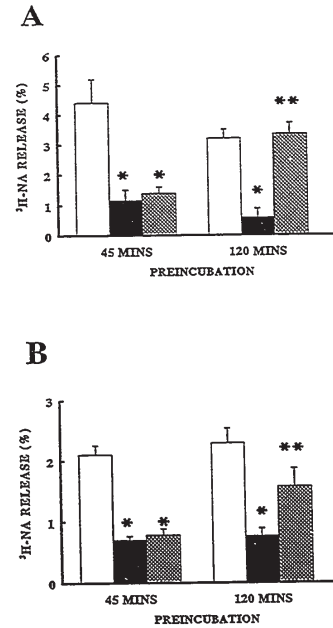 A
³H-NA RELEASE (%)
6
5
4
3
2
1
0
* * * **
45 MINS 120 MINS
PREINCUBATION
B
³H-NA RELEASE (%)
3
2
1
0
* * * **
45 MINS 120 MINS
PREINCUBATION